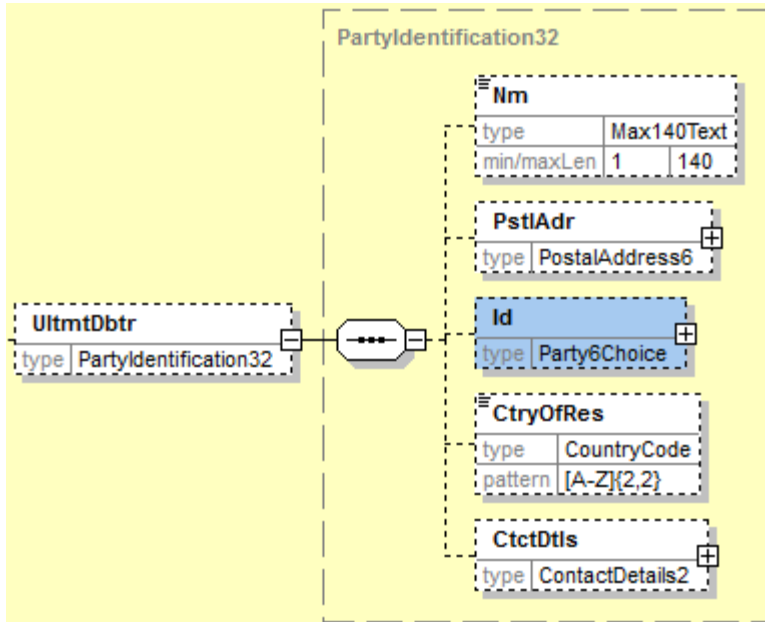 PartyIdentification32
Nm
type Max140Text
min/maxLen 1 140
PstlAdr
type PostalAddress6
UltmtDbtr
type PartyIdentification32
Id
type Party6Choice
CtryOfRes
type CountryCode
pattern [A-Z]{2,2}
CtctDtls
type ContactDetails2